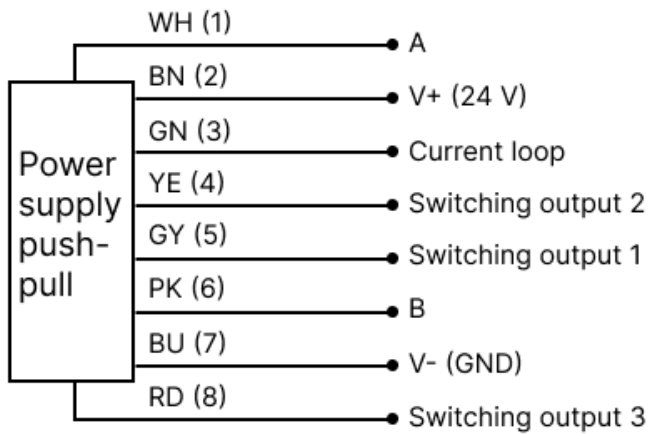 WH (1)
A
BN (2)
V+ (24 V)
GN (3)
Current loop
Power
supply
push-
pull
YE (4)
Switching output 2
GY (5)
Switching output 1
PK (6)
B
BU (7)
V- (GND)
RD (8)
Switching output 3